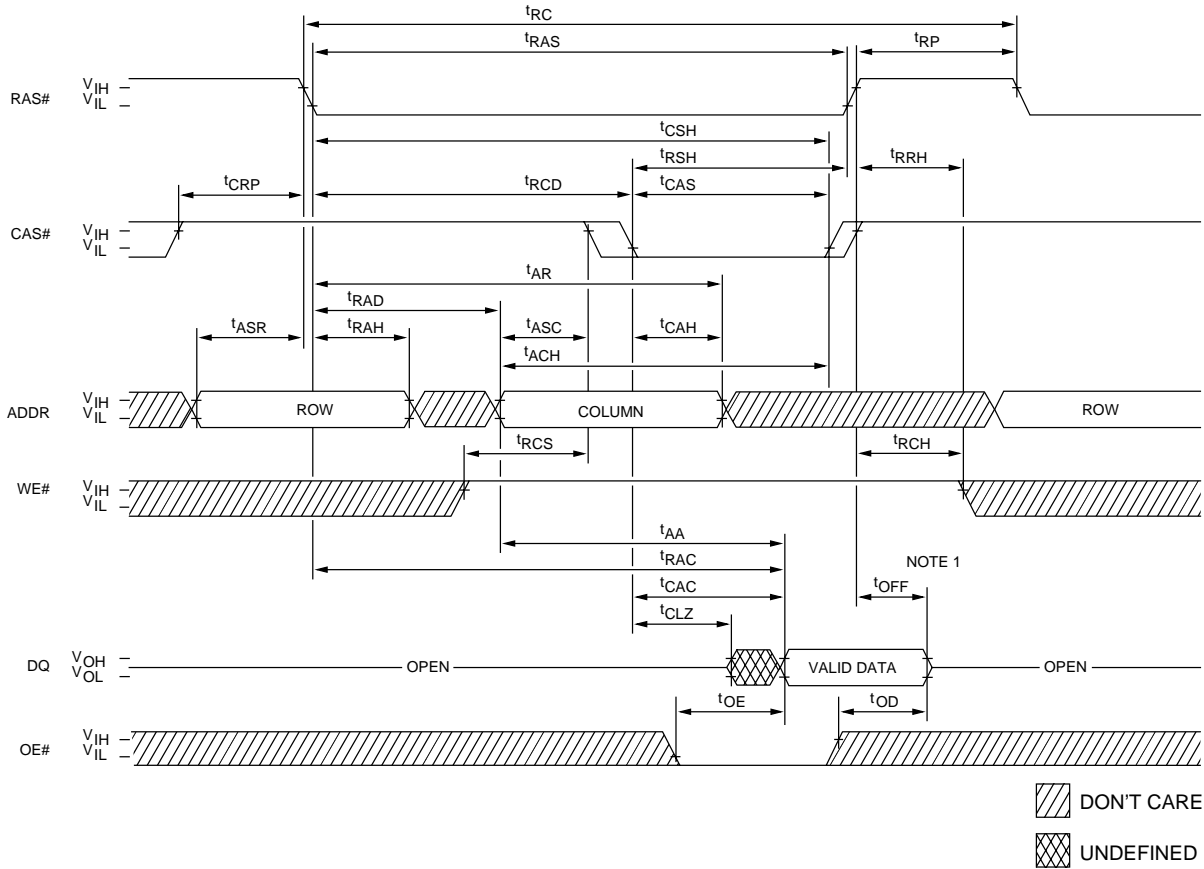 tRC
tRAS
tRP
RAS#
VIH
VIL
tCSH
tRSH
tRRH
tCRP
tRCD
tCAS
CAS#
VIH
VIL
tAR
tRAD
tASR
tRAH
tASC
tCAH
tACH
ADDR
VIH
VIL
ROW
COLUMN
ROW
tRCS
tRCH
WE#
VIH
VIL
tAA
tRAC
NOTE 1
tCAC
tOFF
tCLZ
DQ
VOH
VOL
OPEN
VALID DATA
OPEN
tOE
tOD
OE#
VIH
VIL
DON'T CARE
UNDEFINED